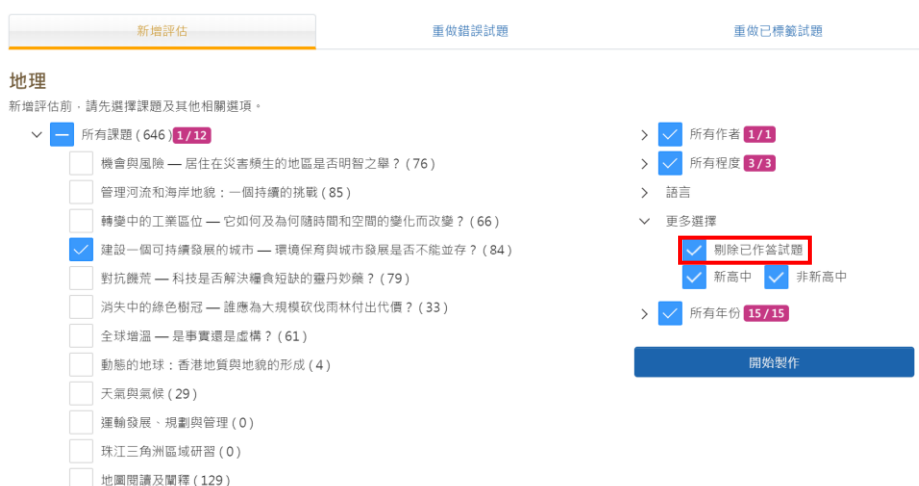 新增評估
重做錯誤試題
重做已標籤試題
地理
新增評估前，請先選擇課題及其他相關選項。
所有課題 ( 646 ) 1 / 12
機會與風險 — 居住在災害頻生的地區是否明智之舉？( 76 )
管理河流和海岸地貌：一個持續的挑戰 ( 85 )
轉變中的工業區位 — 它如何及為何隨時間和空間的變化而改變？( 66 )
建設一個可持續發展的城市 — 環境保育與城市發展是否不能並存？( 84 )
對抗饑荒 — 科技是否解決糧食短缺的靈丹妙藥？( 79 )
消失中的綠色樹冠 — 誰應為大規模砍伐雨林付出代價？( 33 )
全球增溫 — 是事實還是虛構？( 61 )
動態的地球：香港地質與地貌的形成 ( 4 )
天氣與氣候 ( 29 )
運輸發展、規劃與管理 ( 0 )
珠江三角洲區域研習 ( 0 )
地圖閱讀及闡釋 ( 129 )
所有作者 1 / 1
所有程度 3 / 3
語言
更多選擇
剔除已作答試題
新高中 非新高中
所有年份 15 / 15
開始製作